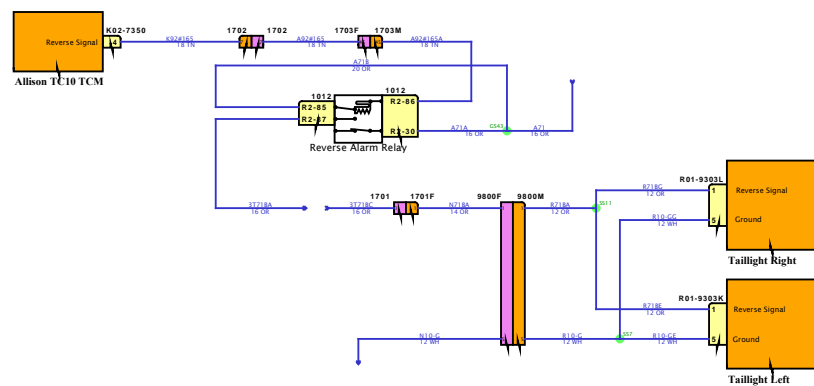 K02-7350
Reverse Signal
4
Allison TC10 TCM
K92#165
18 TN
1702
1702
A92#165
18 TN
1703F
1703M
A92#165A
18 TN
A71B
20 OR
1012
1012
R2-85
R2-87
R2-86
R2-30
Reverse Alarm Relay
A71A
16 OR
GS43
A71
16 OR
3T718A
16 OR
3T718C
16 OR
1701
1701F
N718A
14 OR
9800F
9800M
R718A
12 OR
SS11
R718G
12 OR
R10-GG
12 WH
R01-9303L
1
5
Reverse Signal
Ground
Taillight Right
R718E
12 OR
N10-G
12 WH
R10-G
12 WH
SS7
R10-GE
12 WH
R01-9303K
1
5
Reverse Signal
Ground
Taillight Left